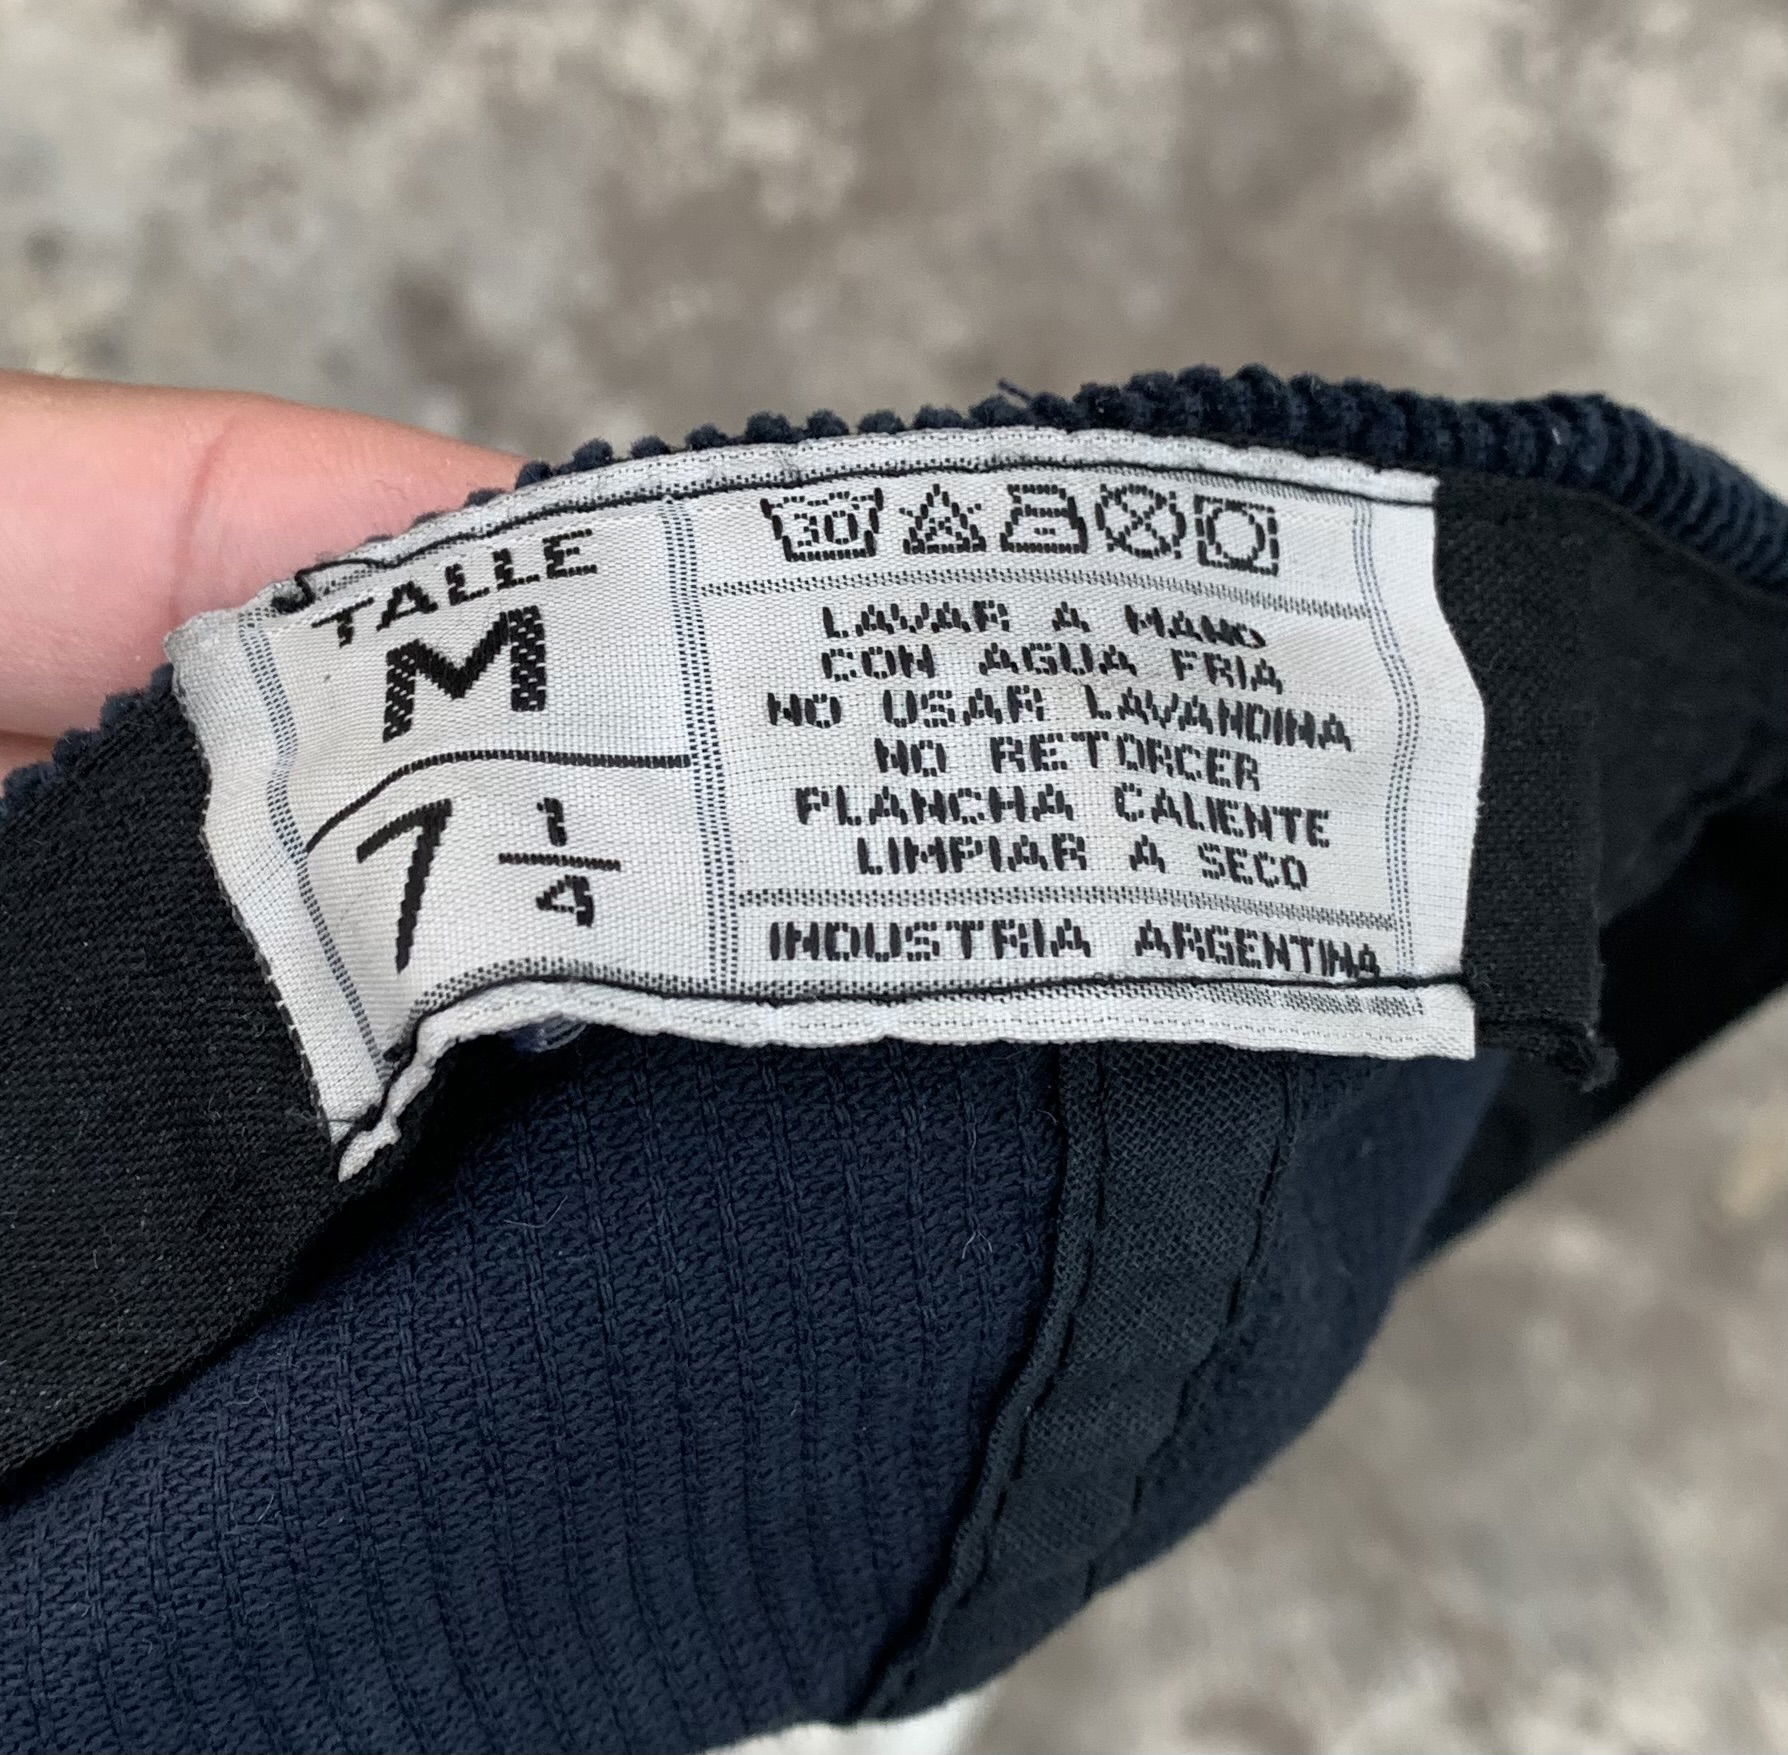 TALLE
M
7 1/4
30
LAVAR A MANO
CON AGUA FRIA
NO USAR LAVANDINA
NO RETORCER
PLANCHA CALIENTE
LIMPIAR A SECO
INDUSTRIA ARGENTINA